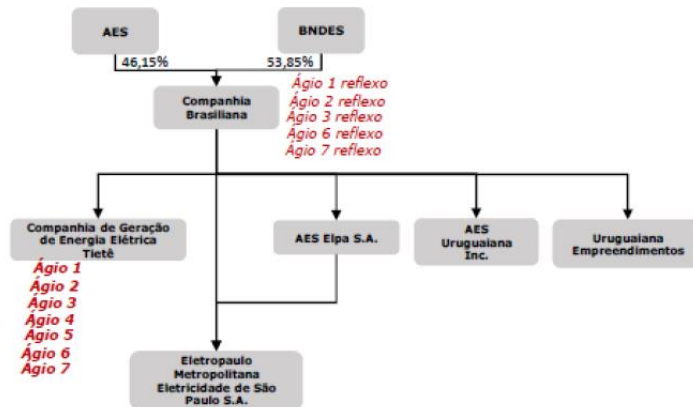 AES
BNDES
46,15%
53,85%
Companhia
Brasiliana
Ágio 1 reflexo
Ágio 2 reflexo
Ágio 3 reflexo
Ágio 6 reflexo
Ágio 7 reflexo
Companhia de Geração
de Energia Elétrica
Tietê
AES Elpa S.A.
AES
Uruguaiana
Inc.
Uruguaiana
Empreendimentos
Ágio 1
Ágio 2
Ágio 3
Ágio 4
Ágio 5
Ágio 6
Ágio 7
Eletropaulo
Metropolitana
Eletricidade de São
Paulo S.A.